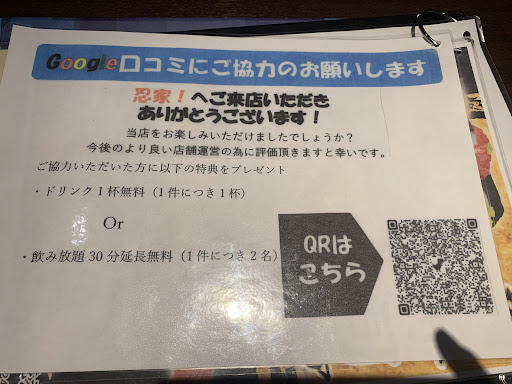 Google口コミにご協力のお願いします
忍家！へご来店いただき
ありがとうございます！
当店をお楽しみいただけましたでしょうか？
今後のより良い店舗運営の為に評価頂きますと幸いです。
ご協力いただいた方に以下の特典をプレゼント
・ドリンク1杯無料（1件につき1杯）
Or
・飲み放題30分延長無料（1件につき2名）
QRは
こちら